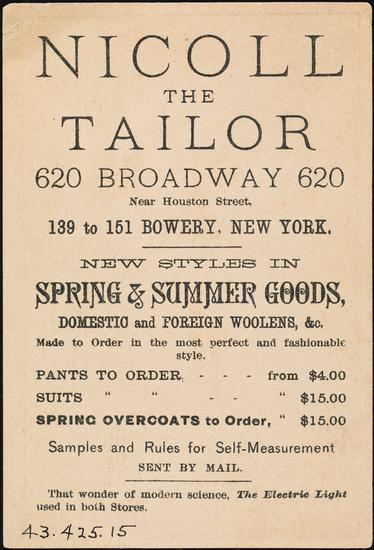 NICOLL
THE
TAILOR
620 BROADWAY 620
Near Houston Street,
139 to 151 BOWERY, NEW YORK.
NEW STYLES IN
SPRING & SUMMER GOODS,
DOMESTIC and FOREIGN WOOLENS, &c.
Made to Order in the most perfect and fashionable
style.
PANTS TO ORDER, - - - from $4.00
SUITS " " - - " $15.00
SPRING OVERCOATS to Order, " $15.00
Samples and Rules for Self-Measurement
SENT BY MAIL.
That wonder of modern science, The Electric Light
used in both Stores.
43.425.15